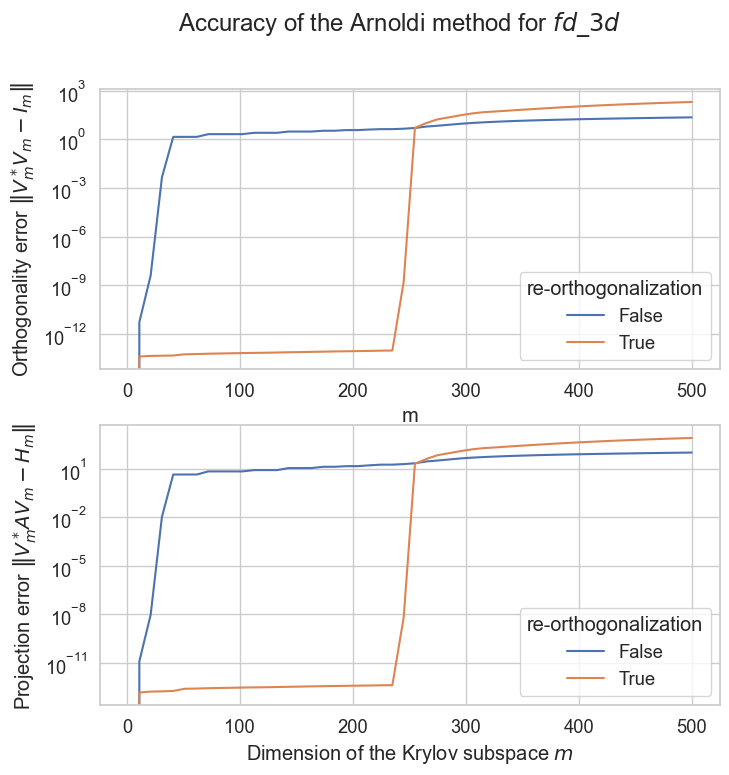 Accuracy of the Arnoldi method for fd_3d
Orthogonality error ‖V_m^* V_m − I_m‖
10^3
10^0
10^−3
10^−6
10^−9
10^−12
re-orthogonalization
False
True
0 100 200 300 400 500
m
Projection error ‖V_m^* AV_m − H_m‖
10^1
10^−2
10^−5
10^−8
10^−11
re-orthogonalization
False
True
0 100 200 300 400 500
Dimension of the Krylov subspace m